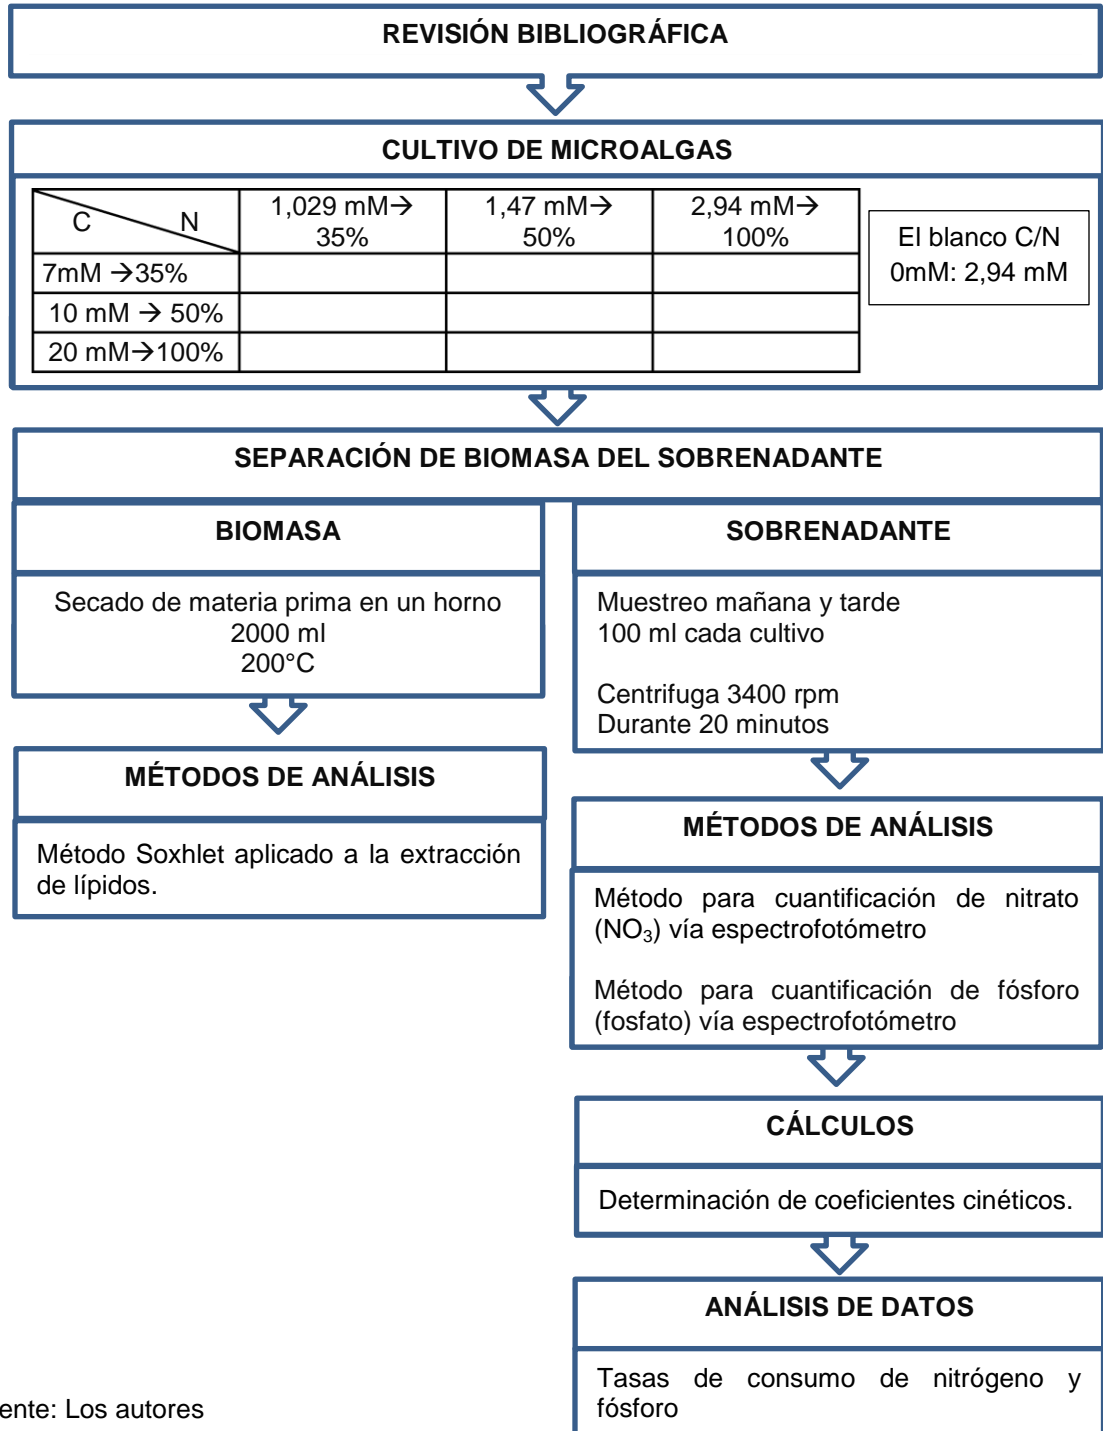 REVISIÓN BIBLIOGRÁFICA
CULTIVO DE MICROALGAS
C N
1,029 mM→
35%
1,47 mM→
50%
2,94 mM→
100%
7mM →35%
10 mM → 50%
20 mM→100%
El blanco C/N
0mM: 2,94 mM
SEPARACIÓN DE BIOMASA DEL SOBRENADANTE
BIOMASA
Secado de materia prima en un horno
2000 ml
200°C
MÉTODOS DE ANÁLISIS
Método Soxhlet aplicado a la extracción
de lípidos.
SOBRENADANTE
Muestreo mañana y tarde
100 ml cada cultivo
Centrifuga 3400 rpm
Durante 20 minutos
MÉTODOS DE ANÁLISIS
Método para cuantificación de nitrato
(NO₃) vía espectrofotómetro
Método para cuantificación de fósforo
(fosfato) vía espectrofotómetro
CÁLCULOS
Determinación de coeficientes cinéticos.
ANÁLISIS DE DATOS
Tasas de consumo de nitrógeno y
fósforo
ente: Los autores